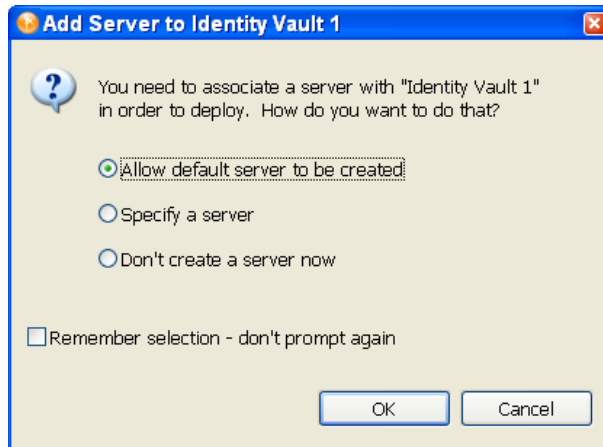 Add Server to Identity Vault 1
You need to associate a server with "Identity Vault 1"
in order to deploy. How do you want to do that?
Allow default server to be created
Specify a server
Don't create a server now
Remember selection - don't prompt again
OK
Cancel